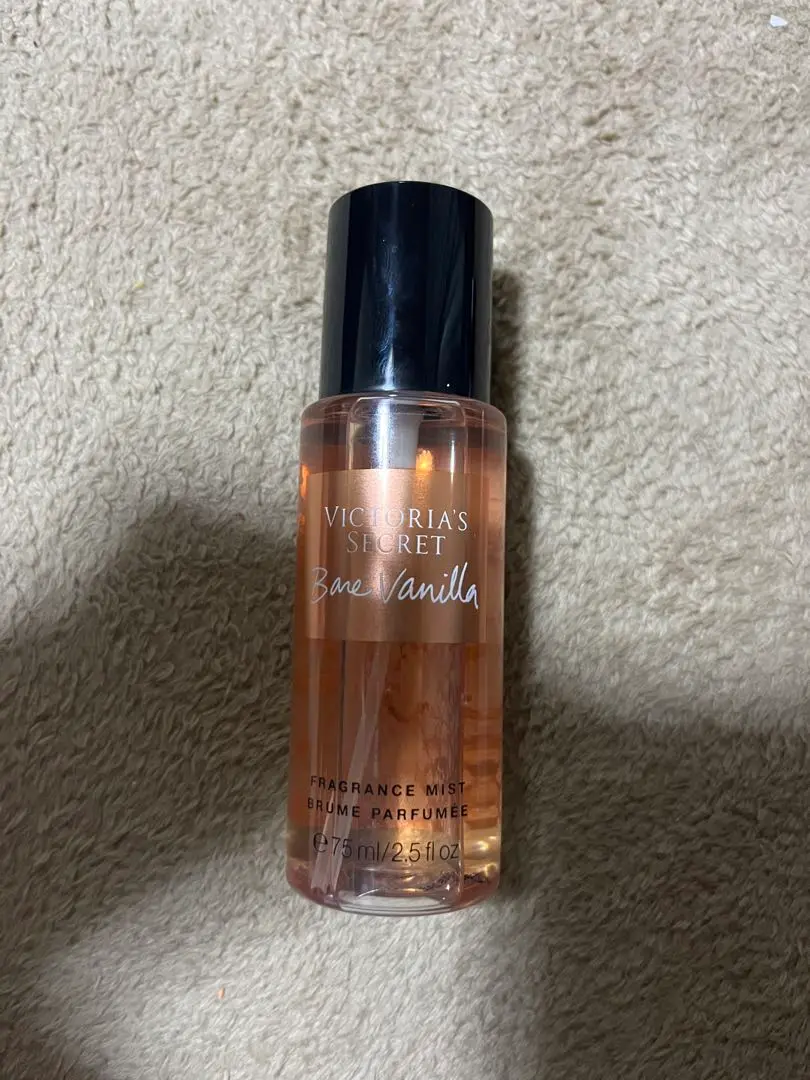 VICTORIA'S
SECRET
Bare Vanilla
FRAGRANCE MIST
BRUME PARFUMÉE
℮75 ml/2.5 fl oz